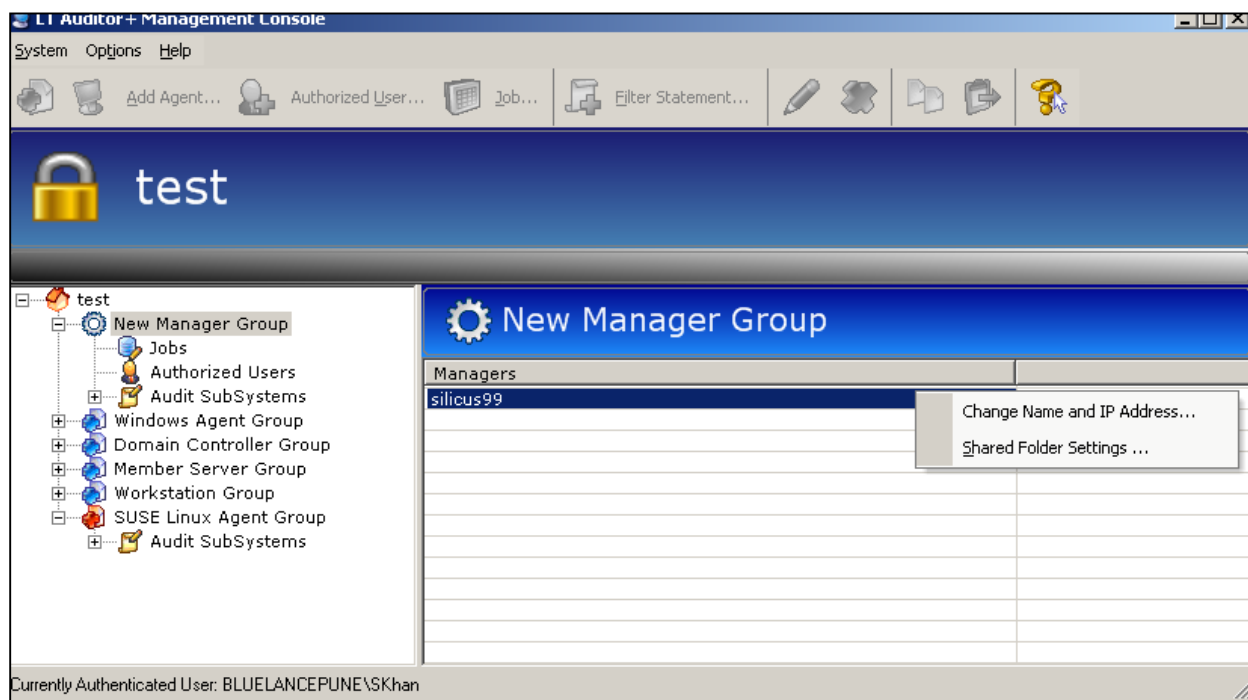 LT Auditor+ Management Console
System Options Help
Add Agent... Authorized User... Job... Filter Statement...
test
test
New Manager Group
Jobs
Authorized Users
Audit SubSystems
Windows Agent Group
Domain Controller Group
Member Server Group
Workstation Group
SUSE Linux Agent Group
Audit SubSystems
New Manager Group
Managers
silicus99
Change Name and IP Address...
Shared Folder Settings ...
Currently Authenticated User: BLUELANCEPUNE\SKhan